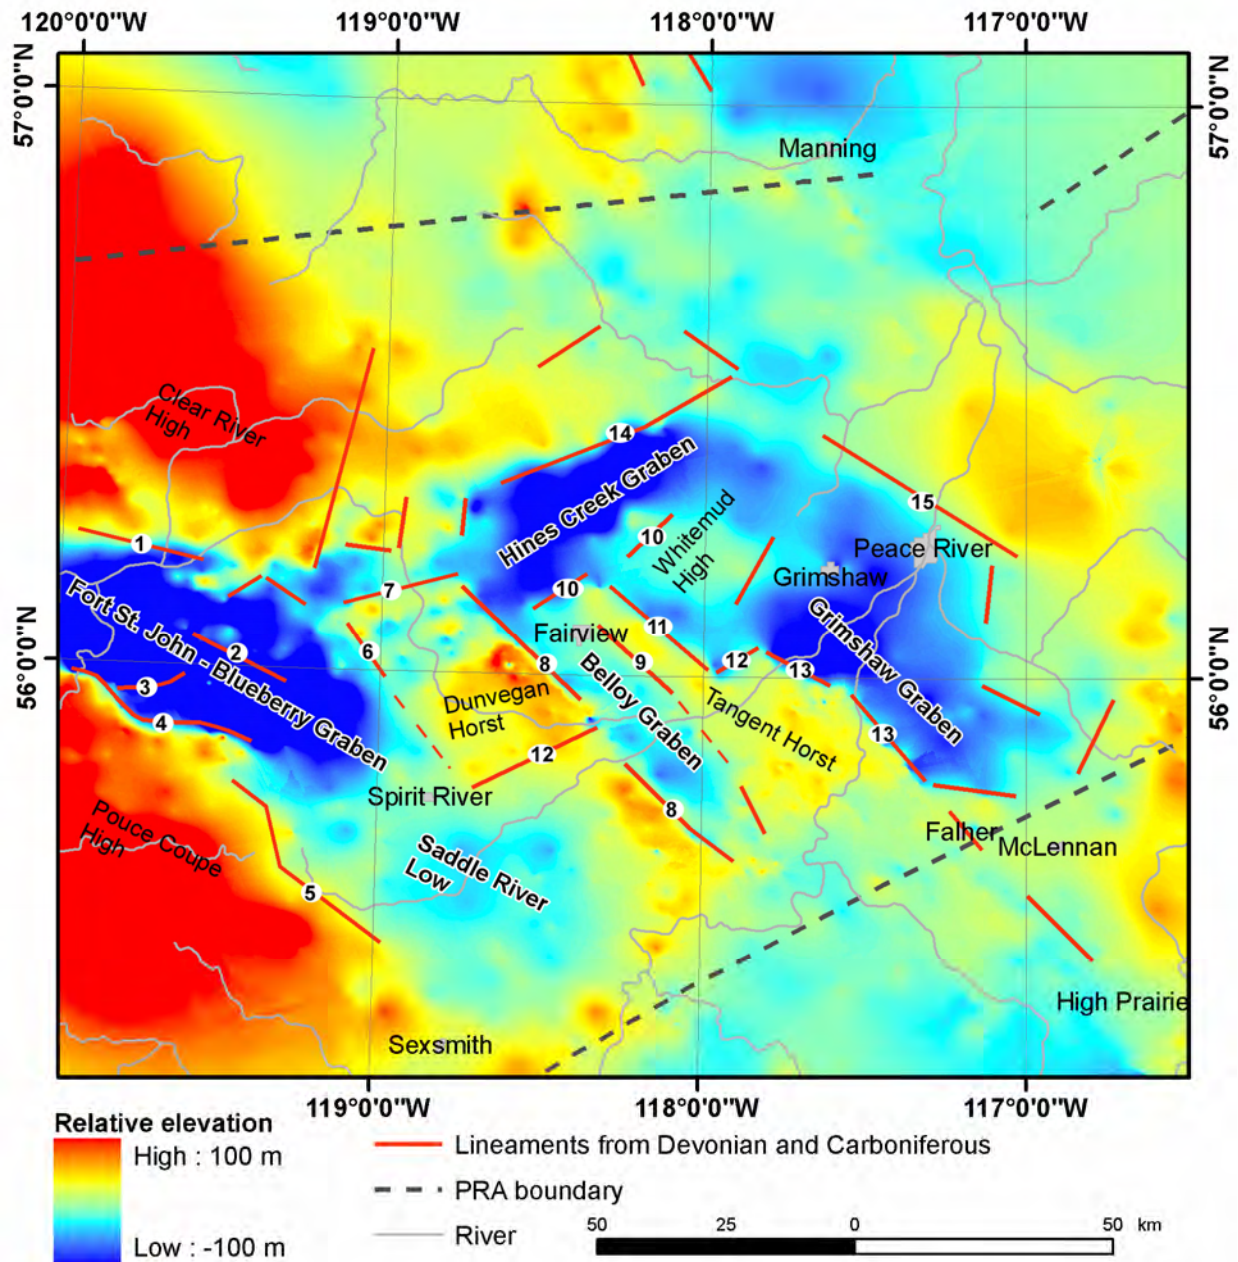 120°0'0"W
119°0'0"W
118°0'0"W
117°0'0"W
57°0'0"N
57°0'0"N
Manning
Clear River
High
14
Hines Creek Graben
15
10
Whitemud
High
Peace River
Grimshaw
1
7
10
Fort St. John - Blueberry Graben
Fairview
11
Grimshaw Graben
56°0'0"N
56°0'0"N
2
6
8
9
12
13
3
Belloy Graben
Dunvegan
Horst
Tangent Horst
4
12
13
Spirit River
8
Pouce Coupe
High
Saddle River
Low
Falher
McLennan
5
High Prairie
Sexsmith
119°0'0"W
118°0'0"W
117°0'0"W
Relative elevation
High : 100 m
Low : -100 m
Lineaments from Devonian and Carboniferous
PRA boundary
River
50 25 0 50 km